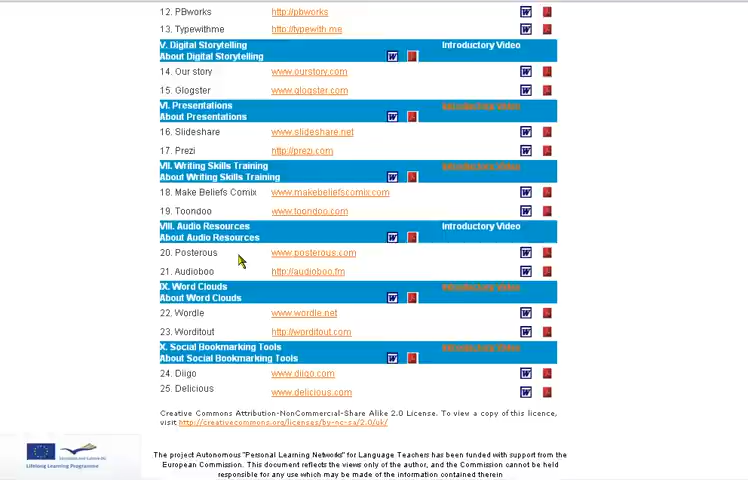 12. PBworks http://pbworks
13. Typewithme http://typewith.me
V. Digital Storytelling Introductory Video
About Digital Storytelling
14. Our story www.ourstory.com
15. Glogster www.glogster.com
VI. Presentations Introductory Video
About Presentations
16. Slideshare www.slideshare.net
17. Prezi http://prezi.com
VII. Writing Skills Training Introductory Video
About Writing Skills Training
18. Make Beliefs Comix www.makebeliefscomix.com
19. Toondoo www.toondoo.com
VIII. Audio Resources Introductory Video
About Audio Resources
20. Posterous www.posterous.com
21. Audioboo http://audioboo.fm
IX. Word Clouds Introductory Video
About Word Clouds
22. Wordle www.wordle.net
23. Worditout http://worditout.com
X. Social Bookmarking Tools Introductory Video
About Social Bookmarking Tools
24. Diigo www.diigo.com
25. Delicious www.delicious.com
Creative Commons Attribution-NonCommercial-Share Alike 2.0 License. To view a copy of this licence,
visit http://creativecommons.org/licenses/by-nc-sa/2.0/uk/
Lifelong Learning Programme
The project Autonomous "Personal Learning Networks" for Language Teachers has been funded with support from the
European Commission. This document reflects the views only of the author, and the Commission cannot be held
responsible for any use which may be made of the information contained therein